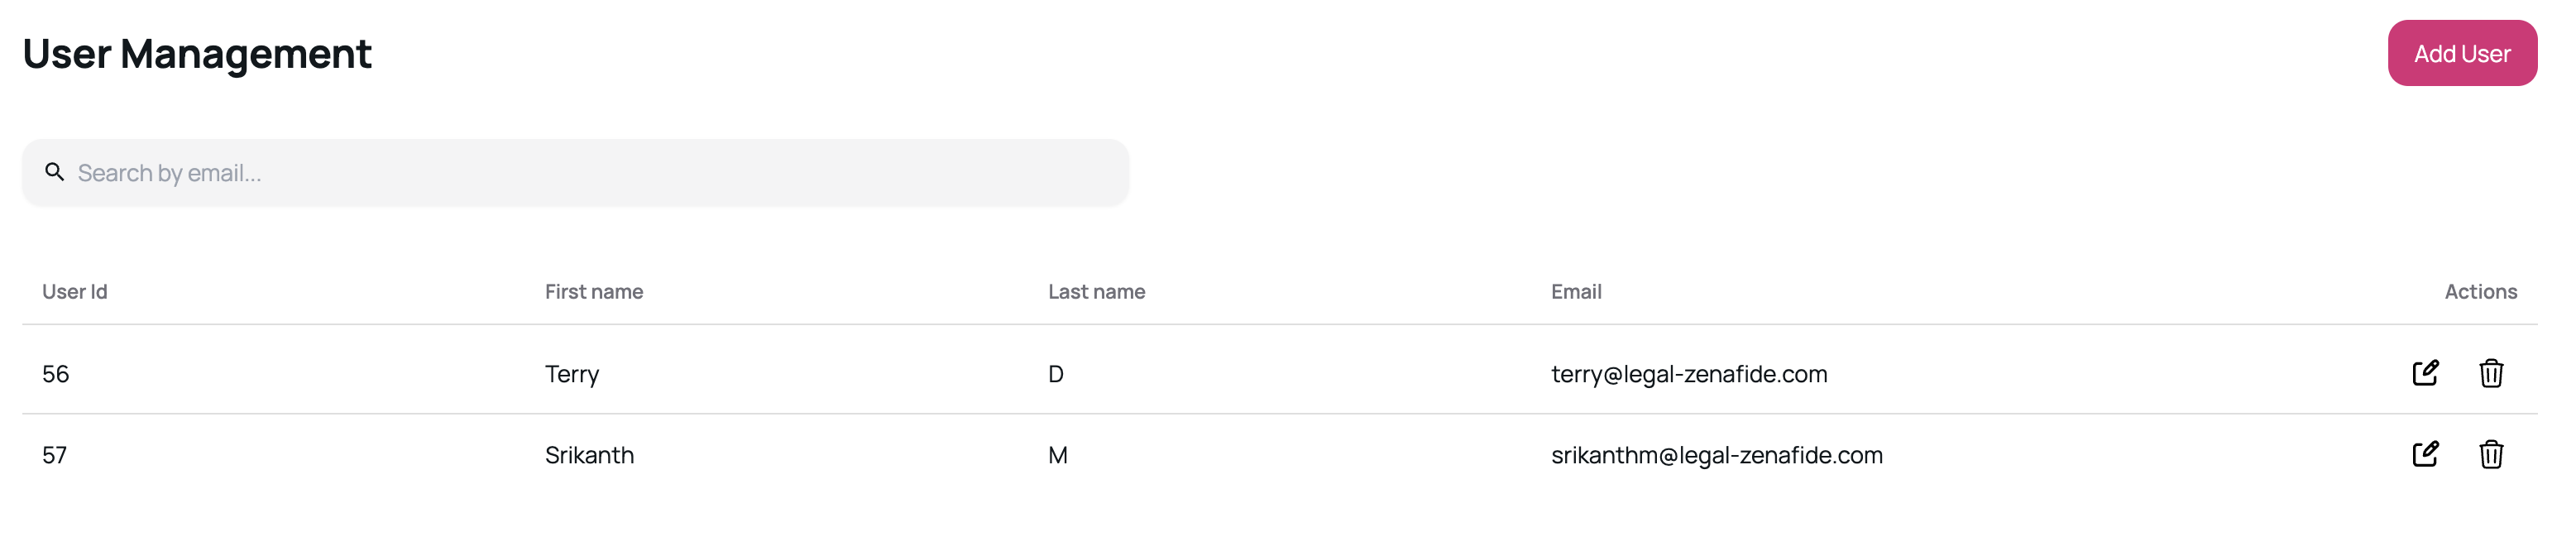 User Management
Add User
Search by email...
User Id First name Last name Email Actions
56 Terry D terry@legal-zenafide.com
57 Srikanth M srikanthm@legal-zenafide.com